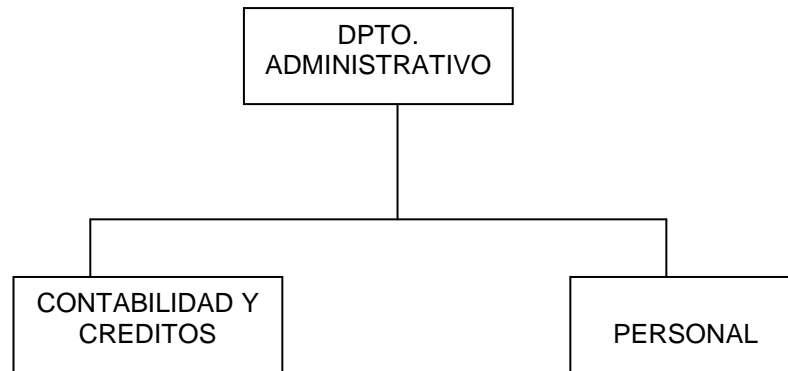 DPTO.
ADMINISTRATIVO
CONTABILIDAD Y
CREDITOS
PERSONAL